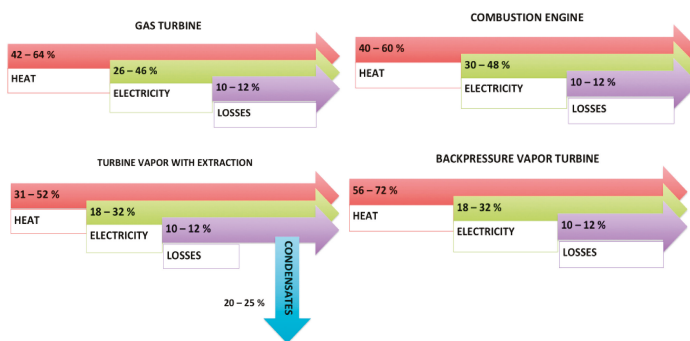 GAS TURBINE
42 – 64 %
HEAT
26 – 46 %
ELECTRICITY
10 – 12 %
LOSSES
COMBUSTION ENGINE
40 – 60 %
HEAT
30 – 48 %
ELECTRICITY
10 – 12 %
LOSSES
TURBINE VAPOR WITH EXTRACTION
31 – 52 %
HEAT
18 – 32 %
ELECTRICITY
10 – 12 %
LOSSES
CONDENSATES
20 – 25 %
BACKPRESSURE VAPOR TURBINE
56 – 72 %
HEAT
18 – 32 %
ELECTRICITY
10 – 12 %
LOSSES